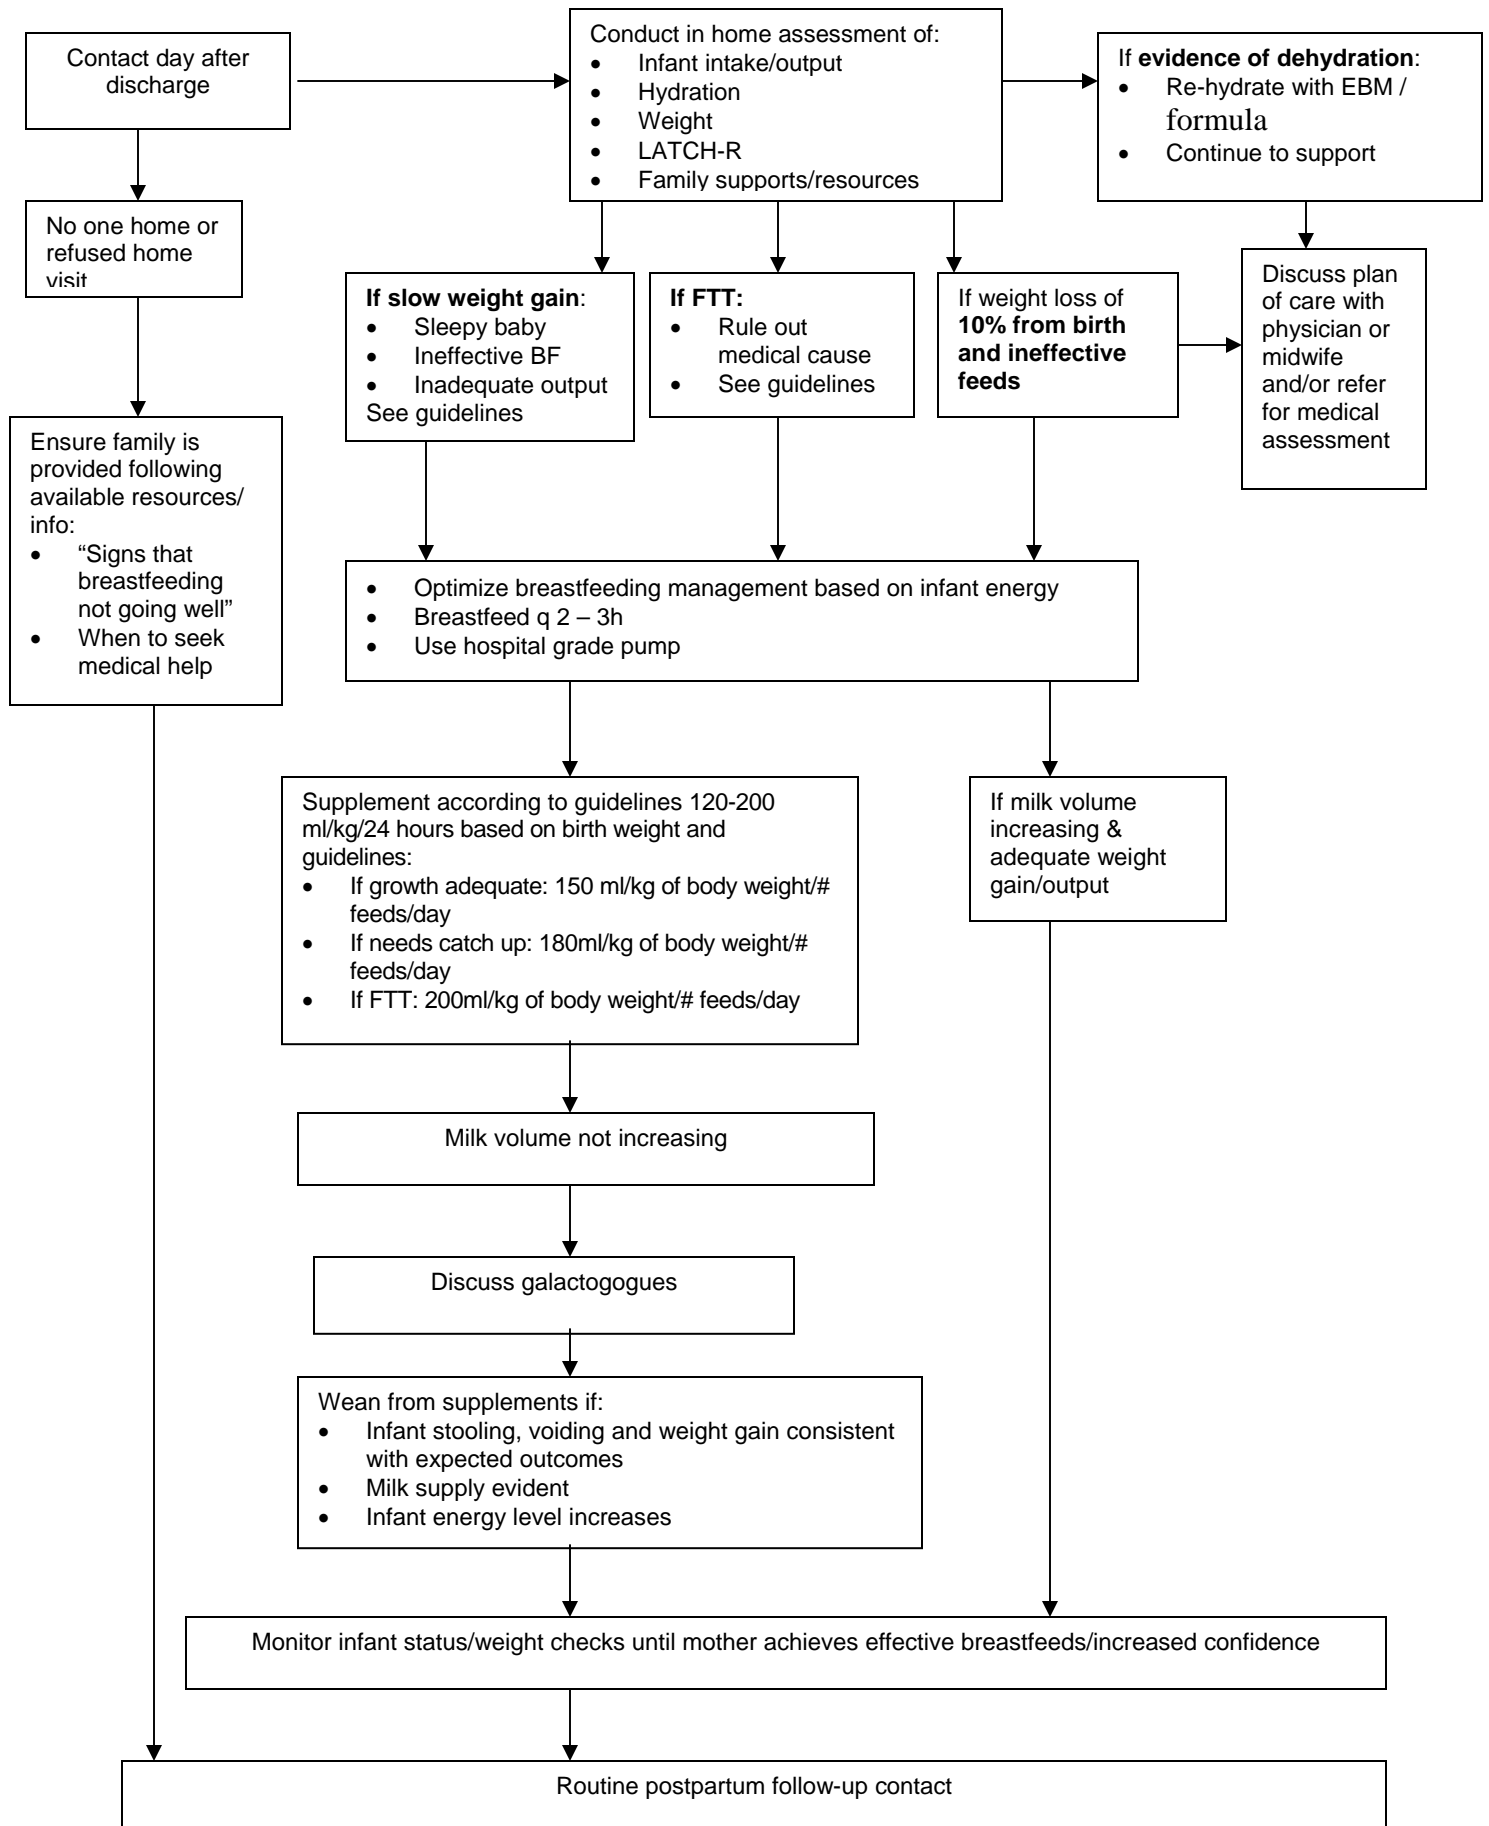 Contact day after
discharge
Conduct in home assessment of:
• Infant intake/output
• Hydration
• Weight
• LATCH-R
• Family supports/resources
If evidence of dehydration:
• Re-hydrate with EBM /
formula
• Continue to support
No one home or
refused home
visit
If slow weight gain:
• Sleepy baby
• Ineffective BF
• Inadequate output
See guidelines
If FTT:
• Rule out
medical cause
• See guidelines
If weight loss of
10% from birth
and ineffective
feeds
Discuss plan
of care with
physician or
midwife
and/or refer
for medical
assessment
Ensure family is
provided following
available resources/
info:
• “Signs that
breastfeeding
not going well”
• When to seek
medical help
• Optimize breastfeeding management based on infant energy
• Breastfeed q 2 – 3h
• Use hospital grade pump
Supplement according to guidelines 120-200
ml/kg/24 hours based on birth weight and
guidelines:
• If growth adequate: 150 ml/kg of body weight/#
feeds/day
• If needs catch up: 180ml/kg of body weight/#
feeds/day
• If FTT: 200ml/kg of body weight/# feeds/day
If milk volume
increasing &
adequate weight
gain/output
Milk volume not increasing
Discuss galactogogues
Wean from supplements if:
• Infant stooling, voiding and weight gain consistent
with expected outcomes
• Milk supply evident
• Infant energy level increases
Monitor infant status/weight checks until mother achieves effective breastfeeds/increased confidence
Routine postpartum follow-up contact